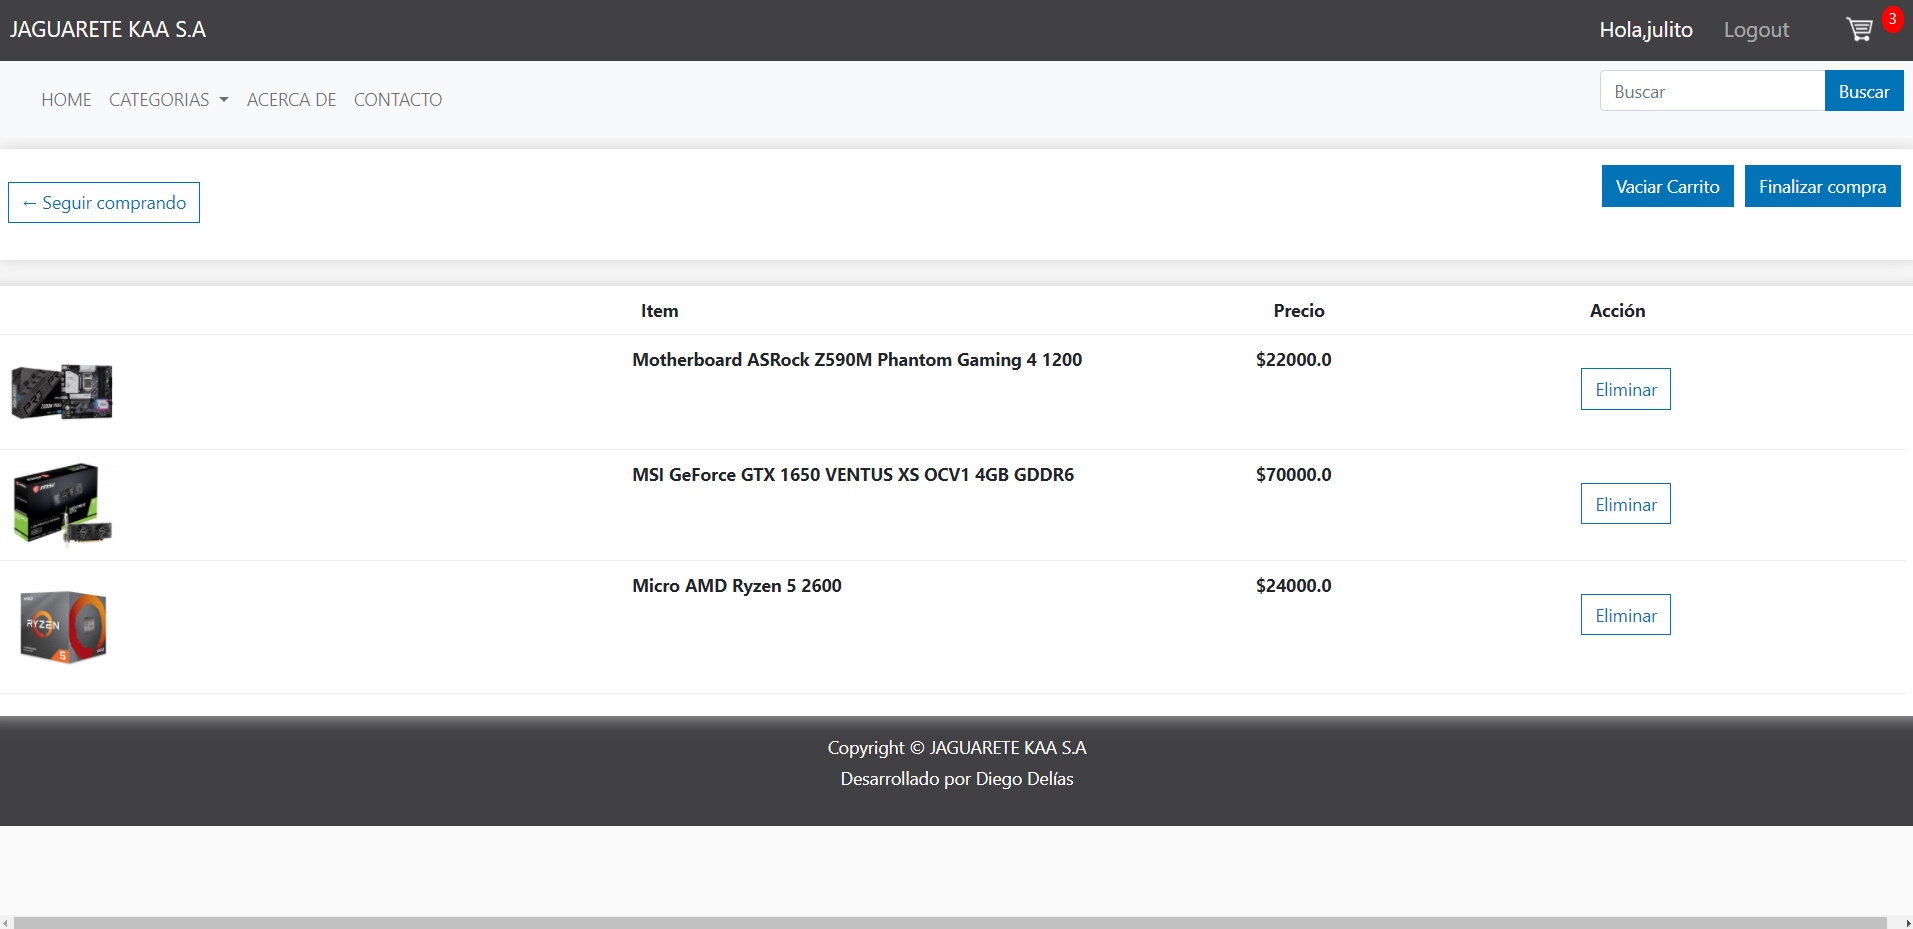 JAGUARETE KAA S.A
Hola,julito Logout 3
HOME CATEGORIAS ACERCA DE CONTACTO
Buscar Buscar
← Seguir comprando
Vaciar Carrito Finalizar compra
Item Precio Acción
Motherboard ASRock Z590M Phantom Gaming 4 1200 $22000.0
Eliminar
MSI GeForce GTX 1650 VENTUS XS OCV1 4GB GDDR6 $70000.0
Eliminar
Micro AMD Ryzen 5 2600 $24000.0
Eliminar
RYZEN
5
Copyright © JAGUARETE KAA S.A
Desarrollado por Diego Delías